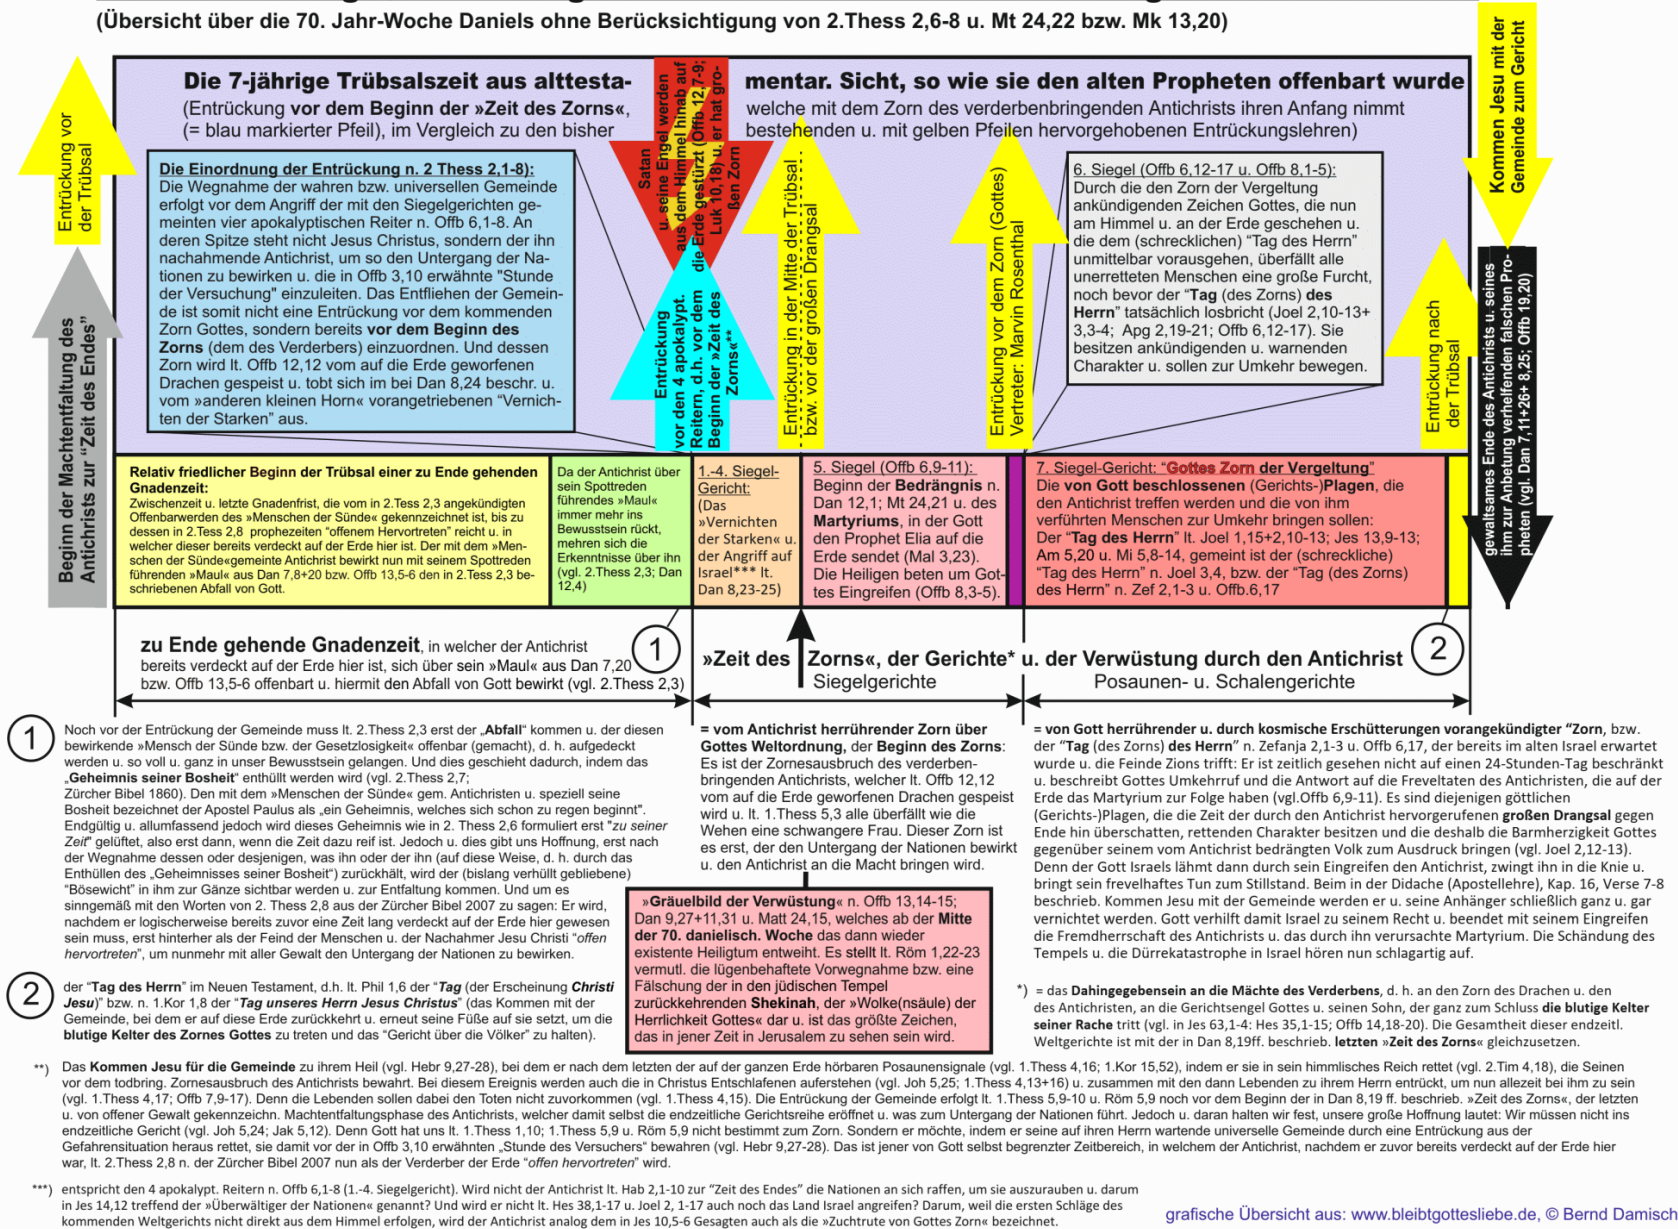 (Übersicht über die 70. Jahr-Woche Daniels ohne Berücksichtigung von 2.Thess 2,6-8 u. Mt 24,22 bzw. Mk 13,20)
Die 7-jährige Trübsalszeit aus alttesta- mentar. Sicht, so wie sie den alten Propheten offenbart wurde
(Entrückung vor dem Beginn der »Zeit des Zorns«, welche mit dem Zorn des verderbenbringenden Antichrists ihren Anfang nimmt
(= blau markierter Pfeil), im Vergleich zu den bisher bestehenden u. mit gelben Pfeilen hervorgehobenen Entrückungslehren)
Entrückung vor
der Trübsal
Beginn der Machtentfaltung des
Antichrists zur “Zeit des Endes”
Die Einordnung der Entrückung n. 2 Thess 2,1-8):
Die Wegnahme der wahren bzw. universellen Gemeinde
erfolgt vor dem Angriff der mit den Siegelgerichten ge-
meinten vier apokalyptischen Reiter n. Offb 6,1-8. An
deren Spitze steht nicht Jesus Christus, sondern der ihn
nachahmende Antichrist, um so den Untergang der Na-
tionen zu bewirken u. die in Offb 3,10 erwähnte "Stunde
der Versuchung" einzuleiten. Das Entfliehen der Gemein-
de ist somit nicht eine Entrückung vor dem kommenden
Zorn Gottes, sondern bereits vor dem Beginn des
Zorns (dem des Verderbers) einzuordnen. Und dessen
Zorn wird lt. Offb 12,12 vom auf die Erde geworfenen
Drachen gespeist u. tobt sich im bei Dan 8,24 beschr. u.
vom »anderen kleinen Horn« vorangetriebenen “Vernich-
ten der Starken” aus.
Satan
u. seine Engel werden
aus dem Himmel hinab auf
die Erde gestürzt (Offb 12,7-9;
Luk 10,18) u. er hat gro-
ßen Zorn
Entrückung
vor den 4 apokalypt.
Reitern, d.h. vor dem
Beginn der »Zeit des
Zorns«**
Entrückung in der Mitte der Trübsal
bzw. vor der großen Drangsal
Entrückung vor dem Zorn (Gottes)
Vertreter: Marvin Rosenthal
6. Siegel (Offb 6,12-17 u. Offb 8,1-5):
Durch die den Zorn der Vergeltung
ankündigenden Zeichen Gottes, die nun
am Himmel u. an der Erde geschehen u.
die dem (schrecklichen) “Tag des Herrn”
unmittelbar vorausgehen, überfällt alle
unerretteten Menschen eine große Furcht,
noch bevor der “Tag (des Zorns) des
Herrn” tatsächlich losbricht (Joel 2,10-13+
3,3-4; Apg 2,19-21; Offb 6,12-17). Sie
besitzen ankündigenden u. warnenden
Charakter u. sollen zur Umkehr bewegen.
Entrückung nach
der Trübsal
Kommen Jesu mit der
Gemeinde zum Gericht
gewaltsames Ende des Antichrists u. seines
ihm zur Anbetung verhelfenden falschen Pro-
pheten (vgl. Dan 7,11+26+ 8,25; Offb 19,20)
Relativ friedlicher Beginn der Trübsal einer zu Ende gehenden
Gnadenzeit:
Zwischenzeit u. letzte Gnadenfrist, die vom in 2.Tess 2,3 angekündigten
Offenbarwerden des »Menschen der Sünde« gekennzeichnet ist, bis zu
dessen in 2.Tess 2,8 prophezeiten “offenem Hervortreten” reicht u. in
welcher dieser bereits verdeckt auf der Erde hier ist. Der mit dem »Men-
schen der Sünde«gemeinte Antichrist bewirkt nun mit seinem Spottreden
führenden »Maul« aus Dan 7,8+20 bzw. Offb 13,5-6 den in 2.Tess 2,3 be-
schriebenen Abfall von Gott.
Da der Antichrist über
sein Spottreden
führendes »Maul«
immer mehr ins
Bewusstsein rückt,
mehren sich die
Erkenntnisse über ihn
(vgl. 2.Thess 2,3; Dan
12,4)
1.-4. Siegel-
Gericht:
(Das
»Vernichten
der Starken« u.
der Angriff auf
Israel*** lt.
Dan 8,23-25)
5. Siegel (Offb 6,9-11):
Beginn der Bedrängnis n.
Dan 12,1; Mt 24,21 u. des
Martyriums, in der Gott
den Prophet Elia auf die
Erde sendet (Mal 3,23).
Die Heiligen beten um Got-
tes Eingreifen (Offb 8,3-5).
7. Siegel-Gericht: “Gottes Zorn der Vergeltung”
Die von Gott beschlossenen (Gerichts-)Plagen, die
den Antichrist treffen werden und die von ihm
verführten Menschen zur Umkehr bringen sollen:
Der “Tag des Herrn” lt. Joel 1,15+2,10-13; Jes 13,9-13;
Am 5,20 u. Mi 5,8-14, gemeint ist der (schreckliche)
“Tag des Herrn” n. Joel 3,4, bzw. der “Tag (des Zorns)
des Herrn” n. Zef 2,1-3 u. Offb.6,17
zu Ende gehende Gnadenzeit, in welcher der Antichrist
bereits verdeckt auf der Erde hier ist, sich über sein »Maul« aus Dan 7,20
bzw. Offb 13,5-6 offenbart u. hiermit den Abfall von Gott bewirkt (vgl. 2.Thess 2,3)
1
»Zeit des Zorns«, der Gerichte* u. der Verwüstung durch den Antichrist
Siegelgerichte Posaunen- u. Schalengerichte
2
1
Noch vor der Entrückung der Gemeinde muss lt. 2.Thess 2,3 erst der „Abfall“ kommen u. der diesen
bewirkende »Mensch der Sünde bzw. der Gesetzlosigkeit« offenbar (gemacht), d. h. aufgedeckt
werden u. so voll u. ganz in unser Bewusstsein gelangen. Und dies geschieht dadurch, indem das
„Geheimnis seiner Bosheit“ enthüllt werden wird (vgl. 2.Thess 2,7;
Zürcher Bibel 1860). Den mit dem »Menschen der Sünde« gem. Antichristen u. speziell seine
Bosheit bezeichnet der Apostel Paulus als „ein Geheimnis, welches sich schon zu regen beginnt".
Endgültig u. allumfassend jedoch wird dieses Geheimnis wie in 2. Thess 2,6 formuliert erst "zu seiner
Zeit" gelüftet, also erst dann, wenn die Zeit dazu reif ist. Jedoch u. dies gibt uns Hoffnung, erst nach
der Wegnahme dessen oder desjenigen, was ihn oder der ihn (auf diese Weise, d. h. durch das
Enthüllen des „Geheimnisses seiner Bosheit“) zurückhält, wird der (bislang verhüllt gebliebene)
“Bösewicht” in ihm zur Gänze sichtbar werden u. zur Entfaltung kommen. Und um es
sinngemäß mit den Worten von 2. Thess 2,8 aus der Zürcher Bibel 2007 zu sagen: Er wird,
nachdem er logischerweise bereits zuvor eine Zeit lang verdeckt auf der Erde hier gewesen
sein muss, erst hinterher als der Feind der Menschen u. der Nachahmer Jesu Christi “offen
hervortreten”, um nunmehr mit aller Gewalt den Untergang der Nationen zu bewirken.
2
der “Tag des Herrn” im Neuen Testament, d.h. lt. Phil 1,6 der “Tag (der Erscheinung Christi
Jesu)” bzw. n. 1.Kor 1,8 der “Tag unseres Herrn Jesus Christus” (das Kommen mit der
Gemeinde, bei dem er auf diese Erde zurückkehrt u. erneut seine Füße auf sie setzt, um die
blutige Kelter des Zornes Gottes zu treten und das “Gericht über die Völker” zu halten).
= vom Antichrist herrührender Zorn über
Gottes Weltordnung, der Beginn des Zorns:
Es ist der Zornesausbruch des verderben-
bringenden Antichrists, welcher lt. Offb 12,12
vom auf die Erde geworfenen Drachen gespeist
wird u. lt. 1.Thess 5,3 alle überfällt wie die
Wehen eine schwangere Frau. Dieser Zorn ist
es erst, der den Untergang der Nationen bewirkt
u. den Antichrist an die Macht bringen wird.
»Gräuelbild der Verwüstung« n. Offb 13,14-15;
Dan 9,27+11,31 u. Matt 24,15, welches ab der Mitte
der 70. danielisch. Woche das dann wieder
existente Heiligtum entweiht. Es stellt lt. Röm 1,22-23
vermutl. die lügenbehaftete Vorwegnahme bzw. eine
Fälschung der in den jüdischen Tempel
zurückkehrenden Shekinah, der »Wolke(nsäule) der
Herrlichkeit Gottes« dar u. ist das größte Zeichen,
das in jener Zeit in Jerusalem zu sehen sein wird.
= von Gott herrührender u. durch kosmische Erschütterungen vorangekündigter “Zorn, bzw.
der “Tag (des Zorns) des Herrn” n. Zefanja 2,1-3 u. Offb 6,17, der bereits im alten Israel erwartet
wurde u. die Feinde Zions trifft: Er ist zeitlich gesehen nicht auf einen 24-Stunden-Tag beschränkt
u. beschreibt Gottes Umkehrruf und die Antwort auf die Freveltaten des Antichristen, die auf der
Erde das Martyrium zur Folge haben (vgl.Offb 6,9-11). Es sind diejenigen göttlichen
(Gerichts-)Plagen, die die Zeit der durch den Antichrist hervorgerufenen großen Drangsal gegen
Ende hin überschatten, rettenden Charakter besitzen und die deshalb die Barmherzigkeit Gottes
gegenüber seinem vom Antichrist bedrängten Volk zum Ausdruck bringen (vgl. Joel 2,12-13).
Denn der Gott Israels lähmt dann durch sein Eingreifen den Antichrist, zwingt ihn in die Knie u.
bringt sein frevelhaftes Tun zum Stillstand. Beim in der Didache (Apostellehre), Kap. 16, Verse 7-8
beschrieb. Kommen Jesu mit der Gemeinde werden er u. seine Anhänger schließlich ganz u. gar
vernichtet werden. Gott verhilft damit Israel zu seinem Recht u. beendet mit seinem Eingreifen
die Fremdherrschaft des Antichrists u. das durch ihn verursachte Martyrium. Die Schändung des
Tempels u. die Dürrekatastrophe in Israel hören nun schlagartig auf.
*) = das Dahingegebensein an die Mächte des Verderbens, d. h. an den Zorn des Drachens u. den
des Antichristen, an die Gerichtsengel Gottes u. seinen Sohn, der ganz zum Schluss die blutige Kelter
seiner Rache tritt (vgl. in Jes 63,1-4: Hes 35,1-15; Offb 14,18-20). Die Gesamtheit dieser endzeitl.
Weltgerichte ist mit der in Dan 8,19ff. beschrieb. letzten »Zeit des Zorns« gleichzusetzen.
**) Das Kommen Jesu für die Gemeinde zu ihrem Heil (vgl. Hebr 9,27-28), bei dem er nach dem letzten der auf der ganzen Erde hörbaren Posaunensignale (vgl. 1.Thess 4,16; 1.Kor 15,52), indem er sie in sein himmlisches Reich rettet (vgl. 2.Tim 4,18), die Seinen
vor dem todbring. Zornesausbruch des Antichrists bewahrt. Bei diesem Ereignis werden auch die in Christus Entschlafenen auferstehen (vgl. Joh 5,25; 1.Thess 4,13+16) u. zusammen mit den dann Lebenden zu ihrem Herrn entrückt, um nun allezeit bei ihm zu sein
(vgl. 1.Thess 4,17; Offb 7,9-17). Denn die Lebenden sollen dabei den Toten nicht zuvorkommen (vgl. 1.Thess 4,15). Die Entrückung der Gemeinde erfolgt lt. 1.Thess 5,9-10 u. Röm 5,9 noch vor dem Beginn der in Dan 8,19 ff. beschrieb. »Zeit des Zorns«, der letzten
u. von offener Gewalt gekennzeichn. Machtentfaltungsphase des Antichrists, welcher damit selbst die endzeitliche Gerichtsreihe eröffnet u. was zum Untergang der Nationen führt. Jedoch u. daran halten wir fest, unsere große Hoffnung lautet: Wir müssen nicht ins
endzeitliche Gericht (vgl. Joh 5,24; Jak 5,12). Denn Gott hat uns lt. 1.Thess 1,10; 1.Thess 5,9 u. Röm 5,9 nicht bestimmt zum Zorn. Sondern er möchte, indem er seine auf ihren Herrn wartende universelle Gemeinde durch eine Entrückung aus der
Gefahrensituation heraus rettet, sie damit vor der in Offb 3,10 erwähnten „Stunde des Versuchers“ bewahren (vgl. Hebr 9,27-28). Das ist jener von Gott selbst begrenzter Zeitbereich, in welchem der Antichrist, nachdem er zuvor bereits verdeckt auf der Erde hier
war, lt. 2.Thess 2,8 n. der Zürcher Bibel 2007 nun als der Verderber der Erde “offen hervortreten” wird.
***) entspricht den 4 apokalypt. Reitern n. Offb 6,1-8 (1.-4. Siegelgericht). Wird nicht der Antichrist lt. Hab 2,1-10 zur “Zeit des Endes” die Nationen an sich raffen, um sie auszurauben u. darum
in Jes 14,12 treffend der »Überwältiger der Nationen« genannt? Und wird er nicht lt. Hes 38,1-17 u. Joel 2, 1-17 auch noch das Land Israel angreifen? Darum, weil die ersten Schläge des
kommenden Weltgerichts nicht direkt aus dem Himmel erfolgen, wird der Antichrist analog dem in Jes 10,5-6 Gesagten auch als die »Zuchtrute von Gottes Zorn« bezeichnet.
grafische Übersicht aus: www.bleibtgottesliebe.de, © Bernd Damisch